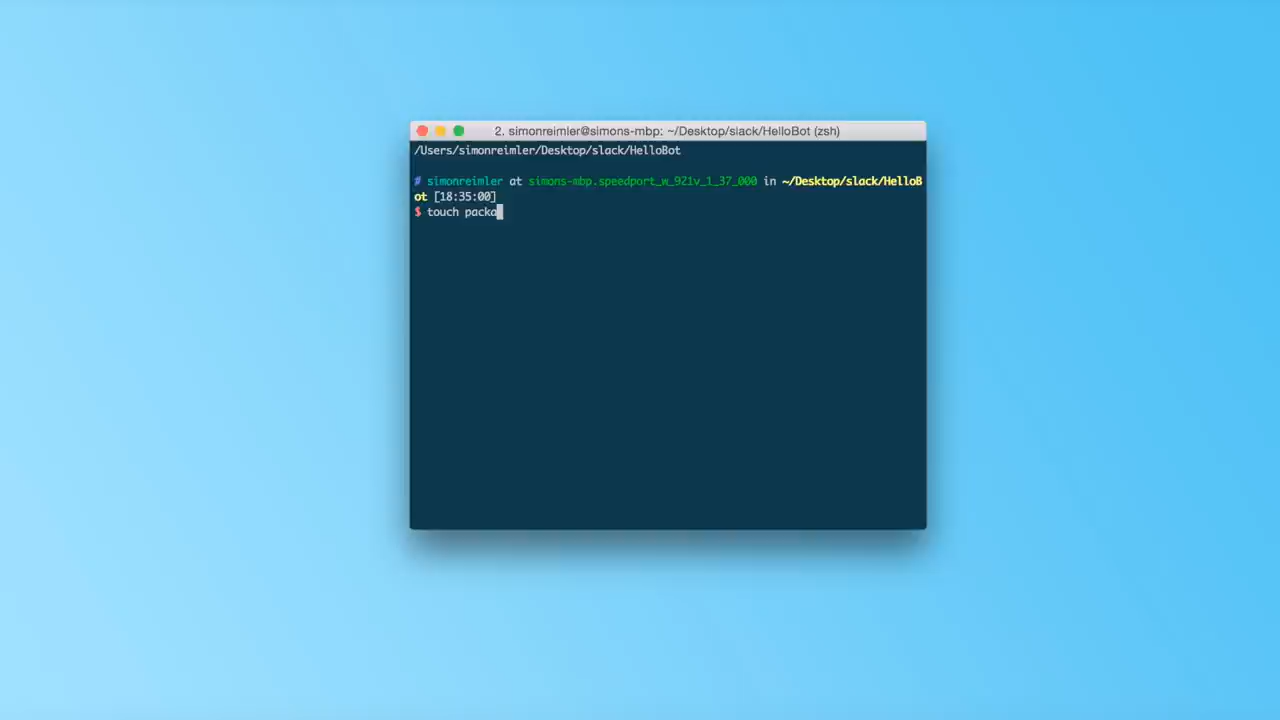 2. simonreimler@simons-mbp: ~/Desktop/slack/HelloBot (zsh)
/Users/simonreimler/Desktop/slack/HelloBot
# simonreimler at simons-mbp.speedport_w_921v_1_37_000 in ~/Desktop/slack/HelloB
ot [18:35:00]
$ touch packa